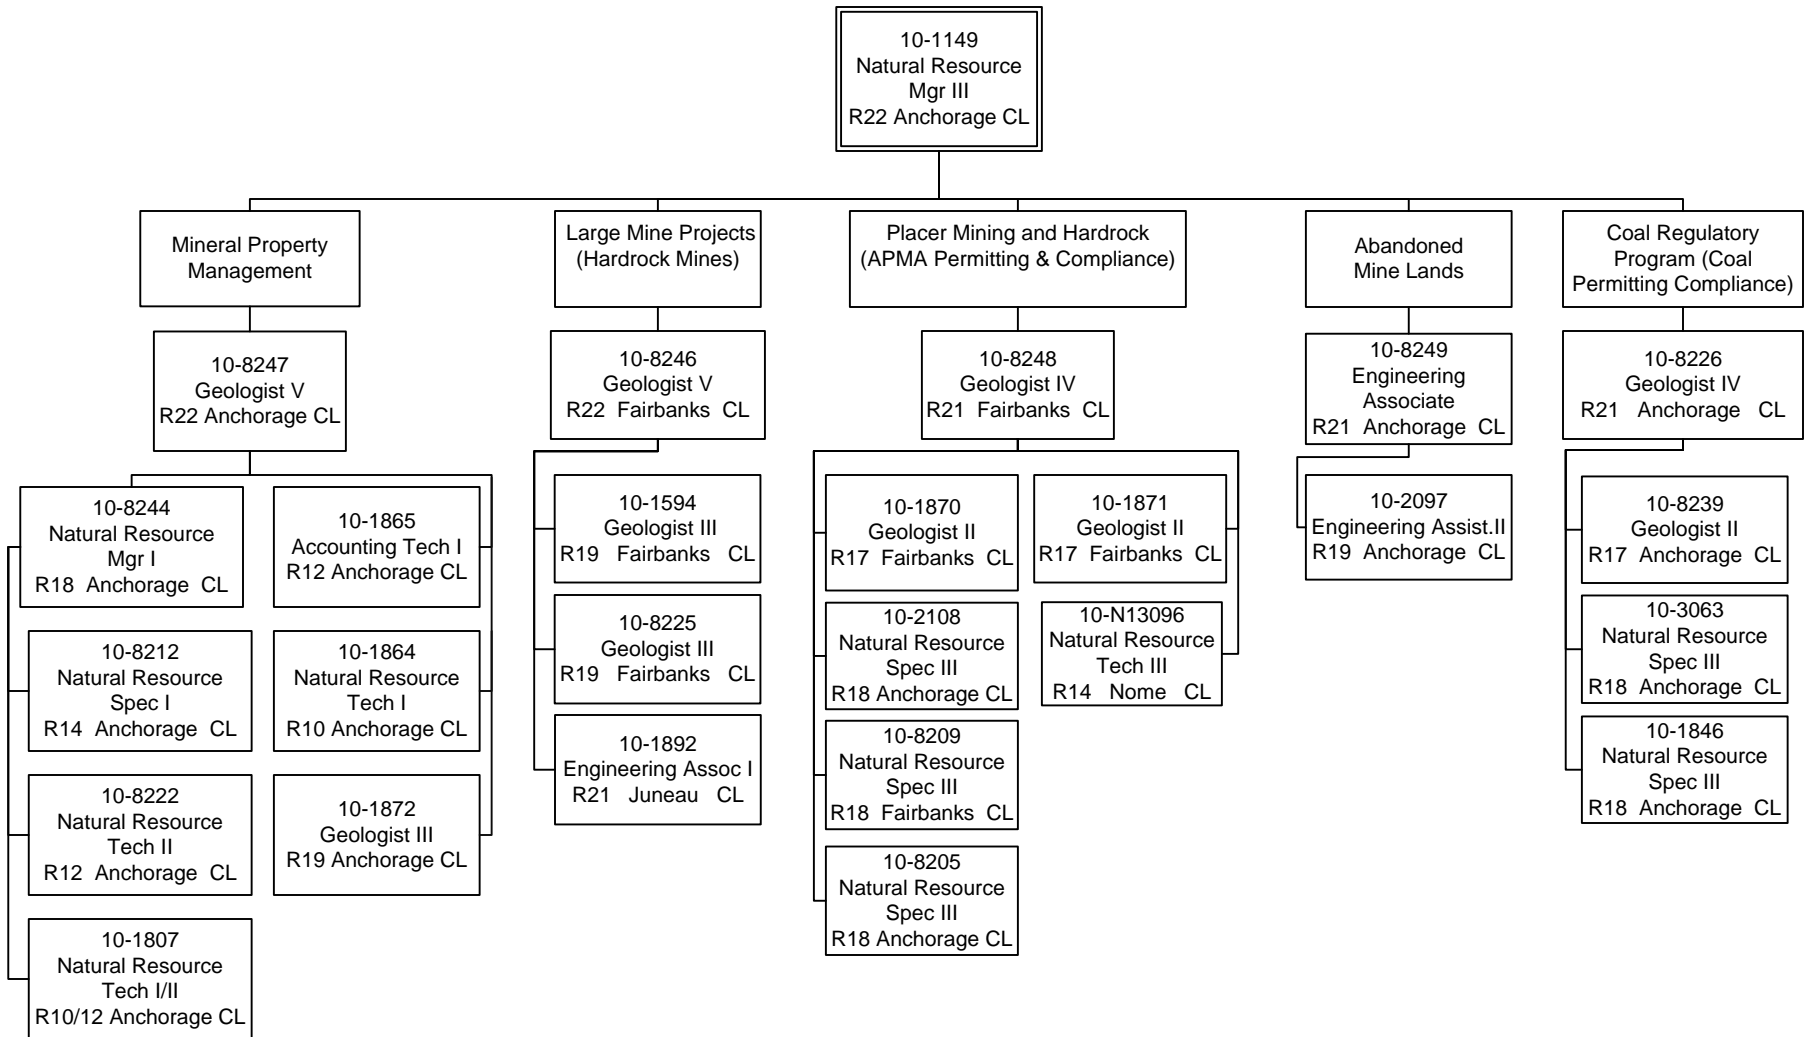 10-1149
Natural Resource
Mgr III
R22 Anchorage CL
Mineral Property
Management
Large Mine Projects
(Hardrock Mines)
Placer Mining and Hardrock
(APMA Permitting & Compliance)
Abandoned
Mine Lands
Coal Regulatory
Program (Coal
Permitting Compliance)
10-8247
Geologist V
R22 Anchorage CL
10-8246
Geologist V
R22 Fairbanks CL
10-8248
Geologist IV
R21 Fairbanks CL
10-8249
Engineering
Associate
R21 Anchorage CL
10-8226
Geologist IV
R21 Anchorage CL
10-8244
Natural Resource
Mgr I
R18 Anchorage CL
10-8212
Natural Resource
Spec I
R14 Anchorage CL
10-8222
Natural Resource
Tech II
R12 Anchorage CL
10-1807
Natural Resource
Tech I/II
R10/12 Anchorage CL
10-1865
Accounting Tech I
R12 Anchorage CL
10-1864
Natural Resource
Tech I
R10 Anchorage CL
10-1872
Geologist III
R19 Anchorage CL
10-1594
Geologist III
R19 Fairbanks CL
10-8225
Geologist III
R19 Fairbanks CL
10-1892
Engineering Assoc I
R21 Juneau CL
10-1870
Geologist II
R17 Fairbanks CL
10-2108
Natural Resource
Spec III
R18 Anchorage CL
10-8209
Natural Resource
Spec III
R18 Fairbanks CL
10-8205
Natural Resource
Spec III
R18 Anchorage CL
10-1871
Geologist II
R17 Fairbanks CL
10-N13096
Natural Resource
Tech III
R14 Nome CL
10-2097
Engineering Assist.II
R19 Anchorage CL
10-8239
Geologist II
R17 Anchorage CL
10-3063
Natural Resource
Spec III
R18 Anchorage CL
10-1846
Natural Resource
Spec III
R18 Anchorage CL